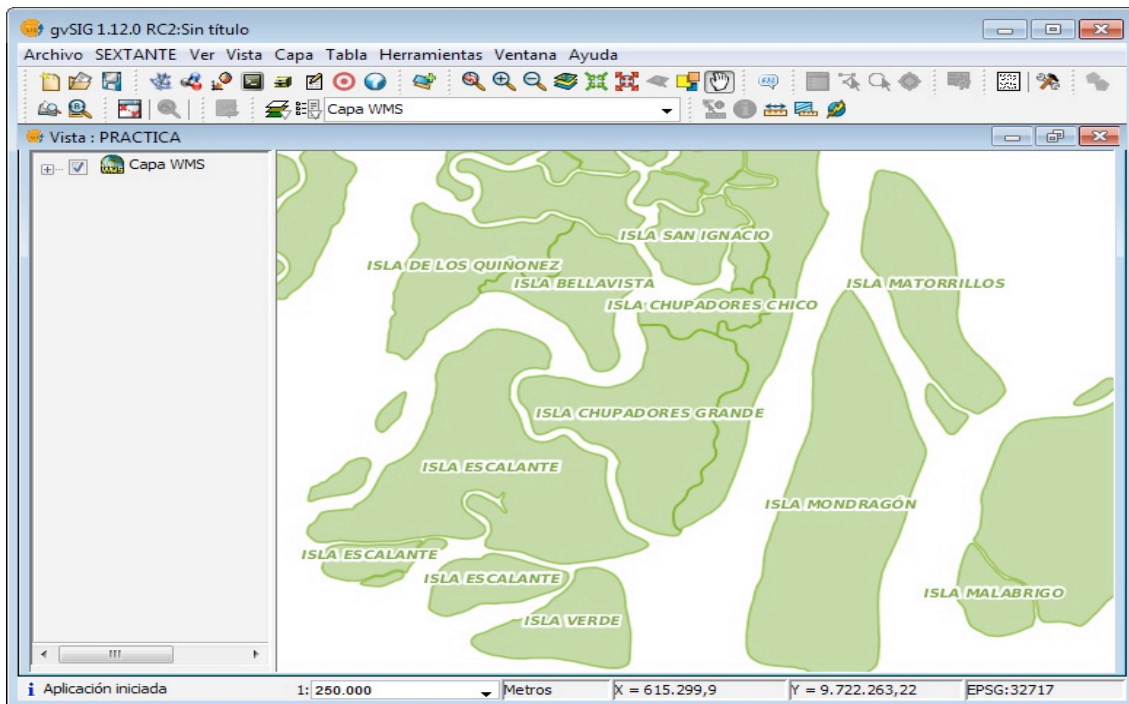 gvSIG 1.12.0 RC2:Sin título
Archivo SEXTANTE Ver Vista Capa Tabla Herramientas Ventana Ayuda
Capa WMS
Vista : PRACTICA
Capa WMS
ISLA SAN IGNACIO
ISLA DE LOS QUIÑONEZ
ISLA BELLAVISTA
ISLA MATORRILLOS
ISLA CHUPADORES CHICO
ISLA CHUPADORES GRANDE
ISLA ESCALANTE
ISLA MONDRAGÓN
ISLA ESCALANTE
ISLA ESCALANTE
ISLA MALABRIGO
ISLA VERDE
Aplicación iniciada 1: 250.000 Metros X = 615.299,9 Y = 9.722.263,22 EPSG:32717